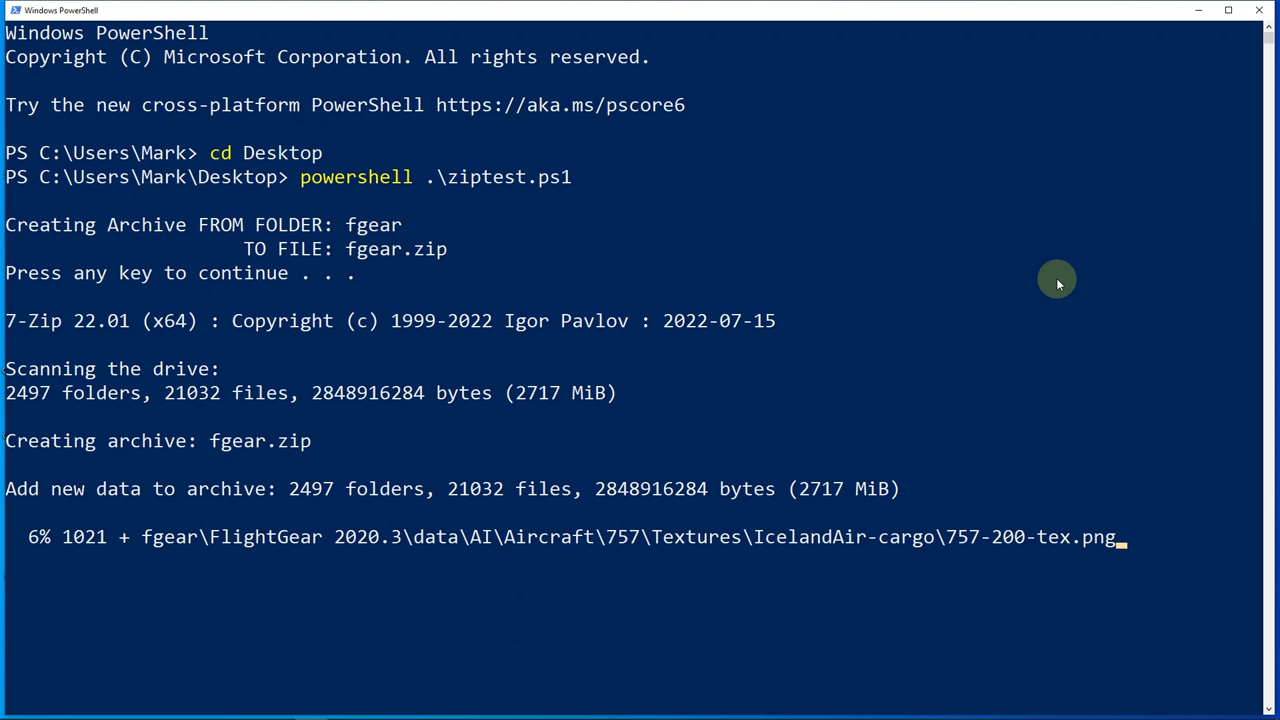 Windows PowerShell
Windows PowerShell
Copyright (C) Microsoft Corporation. All rights reserved.
Try the new cross-platform PowerShell https://aka.ms/pscore6
PS C:\Users\Mark> cd Desktop
PS C:\Users\Mark\Desktop> powershell .\ziptest.ps1
Creating Archive FROM FOLDER: fgear
TO FILE: fgear.zip
Press any key to continue . . .
7-Zip 22.01 (x64) : Copyright (c) 1999-2022 Igor Pavlov : 2022-07-15
Scanning the drive:
2497 folders, 21032 files, 2848916284 bytes (2717 MiB)
Creating archive: fgear.zip
Add new data to archive: 2497 folders, 21032 files, 2848916284 bytes (2717 MiB)
6% 1021 + fgear\FlightGear 2020.3\data\AI\Aircraft\757\Textures\IcelandAir-cargo\757-200-tex.png